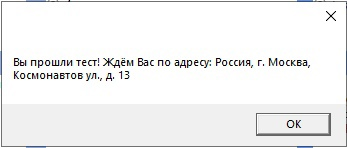 Вы прошли тест! Ждём Вас по адресу: Россия, г. Москва,
Космонавтов ул., д. 13
OK